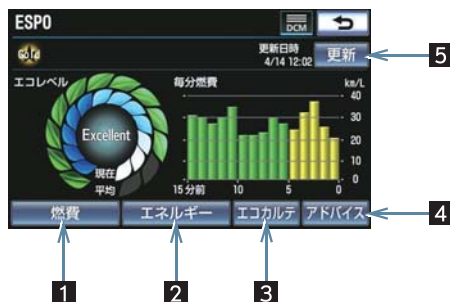 ESPO
DCM
Gold
更新日時
4/14 12:02
更新
5
エコレベル
毎分燃費
km/L
40
30
20
10
0
Excellent
現在
平均
15分前
10
5
0
燃費
エネルギー
エコカルテ
アドバイス
4
1
2
3